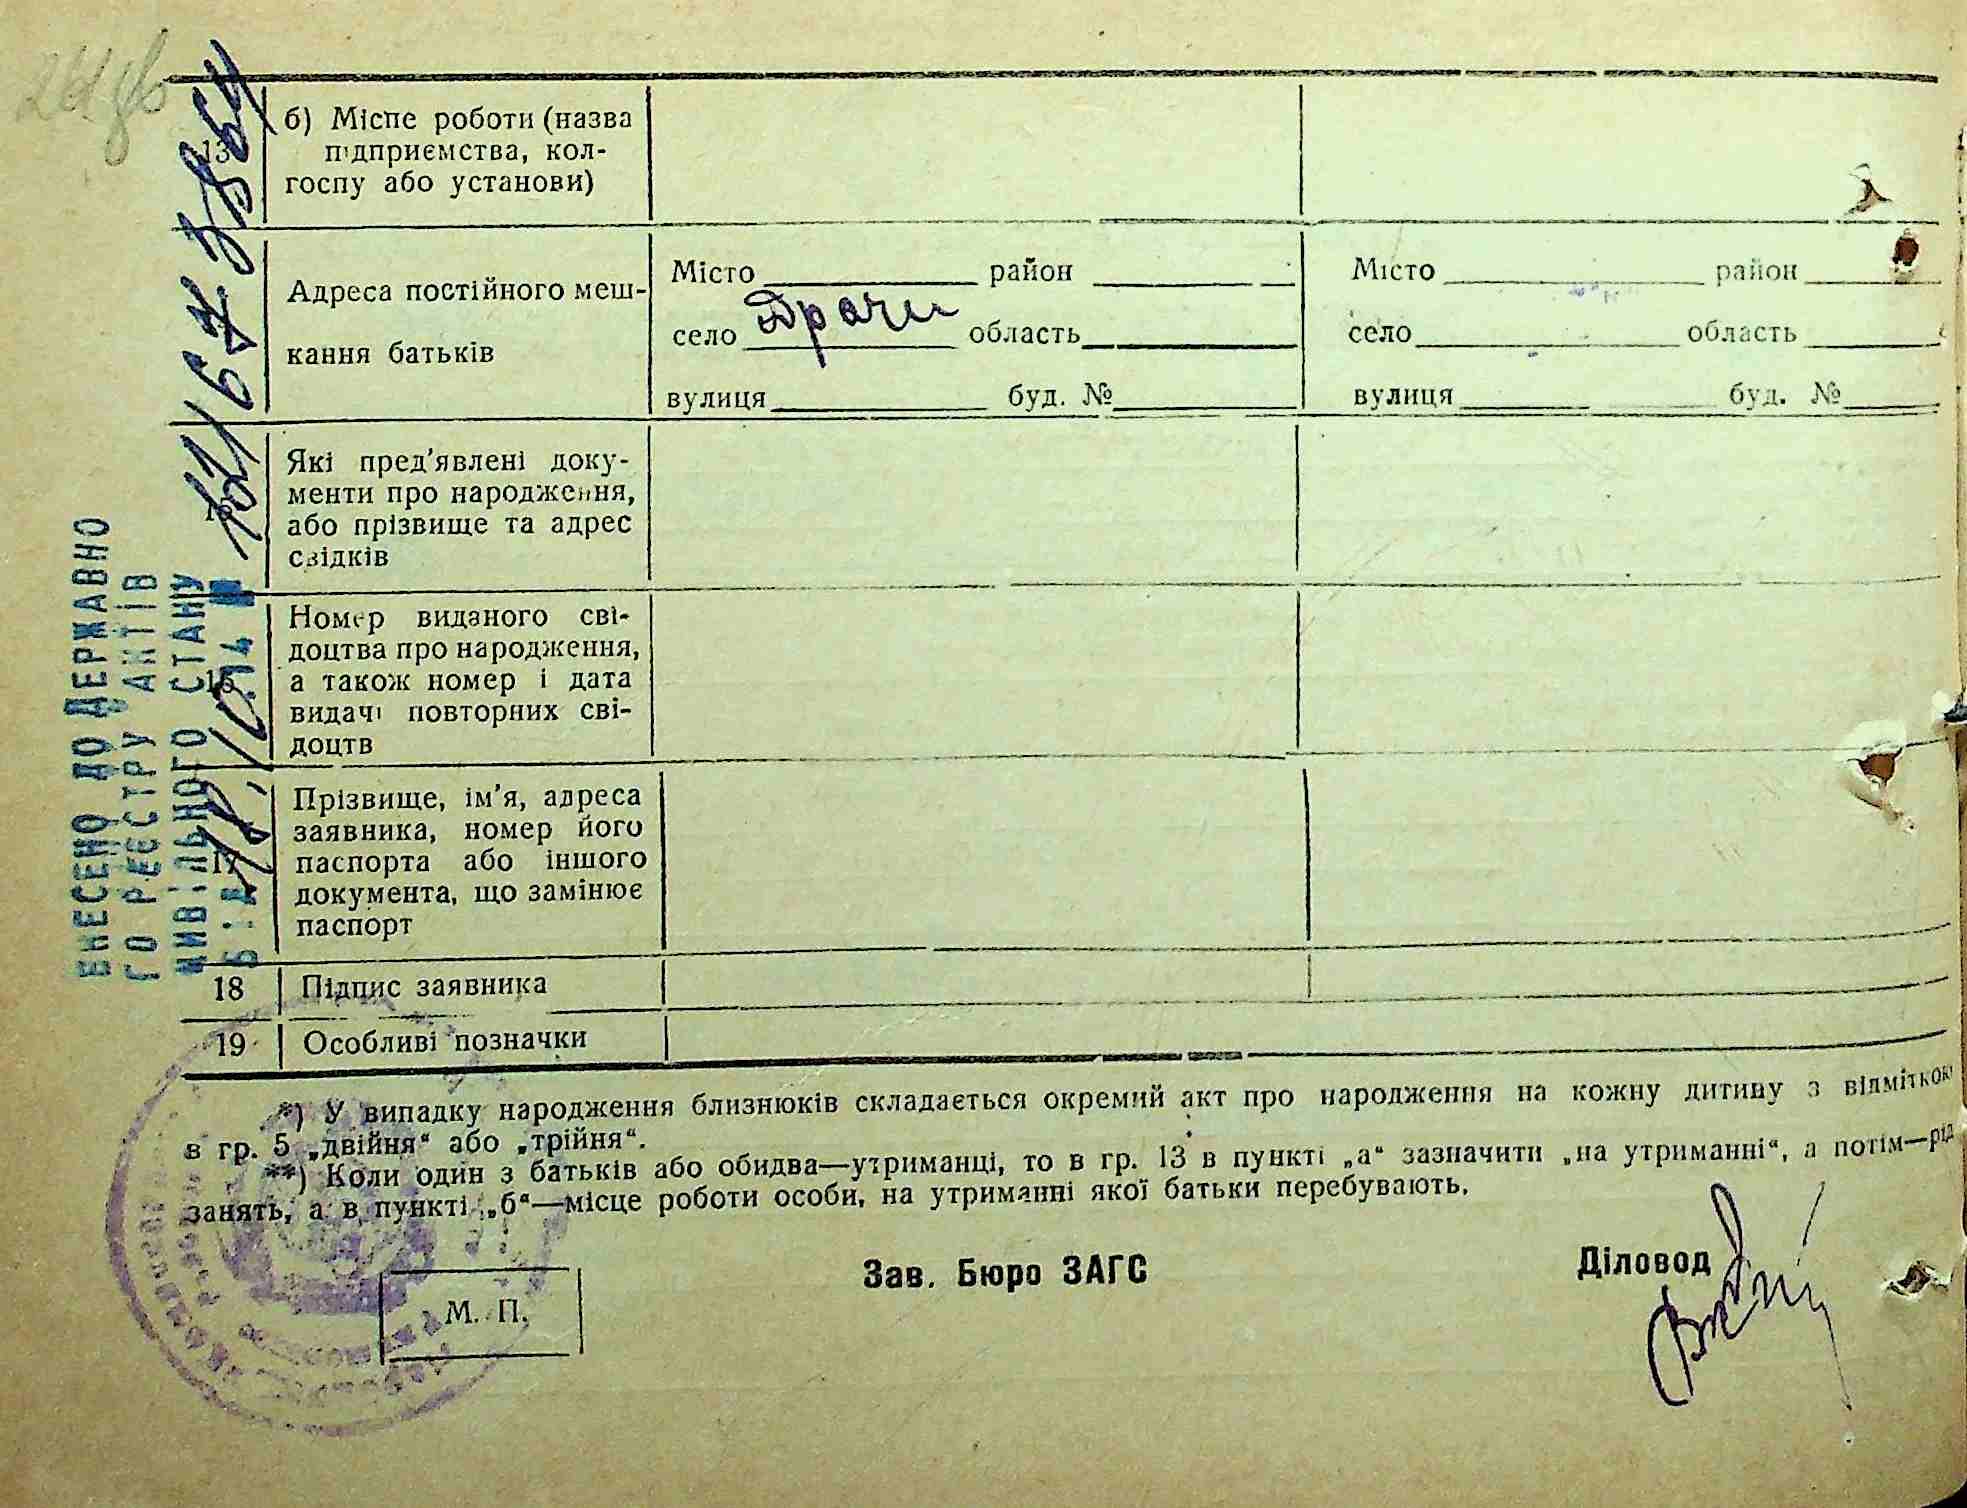 264зв
13
б) Місце роботи (назва
підприємства, кол-
госпу або установи)
Адреса постійного меш-
кання батьків
Місто район
село Драчи область
вулиця буд. №
Місто район
село область
вулиця буд. №
Які пред'явлені доку-
менти про народження,
або прізвище та адрес
свідків
Номер виданого сві-
доцтва про народження,
а також номер і дата
видачі повторних сві-
доцтв
17
Прізвище, ім'я, адреса
заявника, номер його
паспорта або іншого
документа, що замінює
паспорт
18 Підпис заявника
19 Особливі позначки
*) У випадку народження близнюків складається окремий акт про народження на кожну дитину з відміткою
в гр. 5 „двійня“ або „трійня“.
**) Коли один з батьків або обидва—утриманці, то в гр. 13 в пункті „а“ зазначити „на утриманні“, а потім—рід
занять, а в пункті „б“—місце роботи особи, на утриманні якої батьки перебувають.
Зав. Бюро ЗАГС
Діловод
М. П.
ВНЕСЕНО ДО ДЕРЖАВНО
ГО РЕЄСТРУ АКТІВ
ЦИВІЛЬНОГО СТАНУ
ВІД 18.10.14